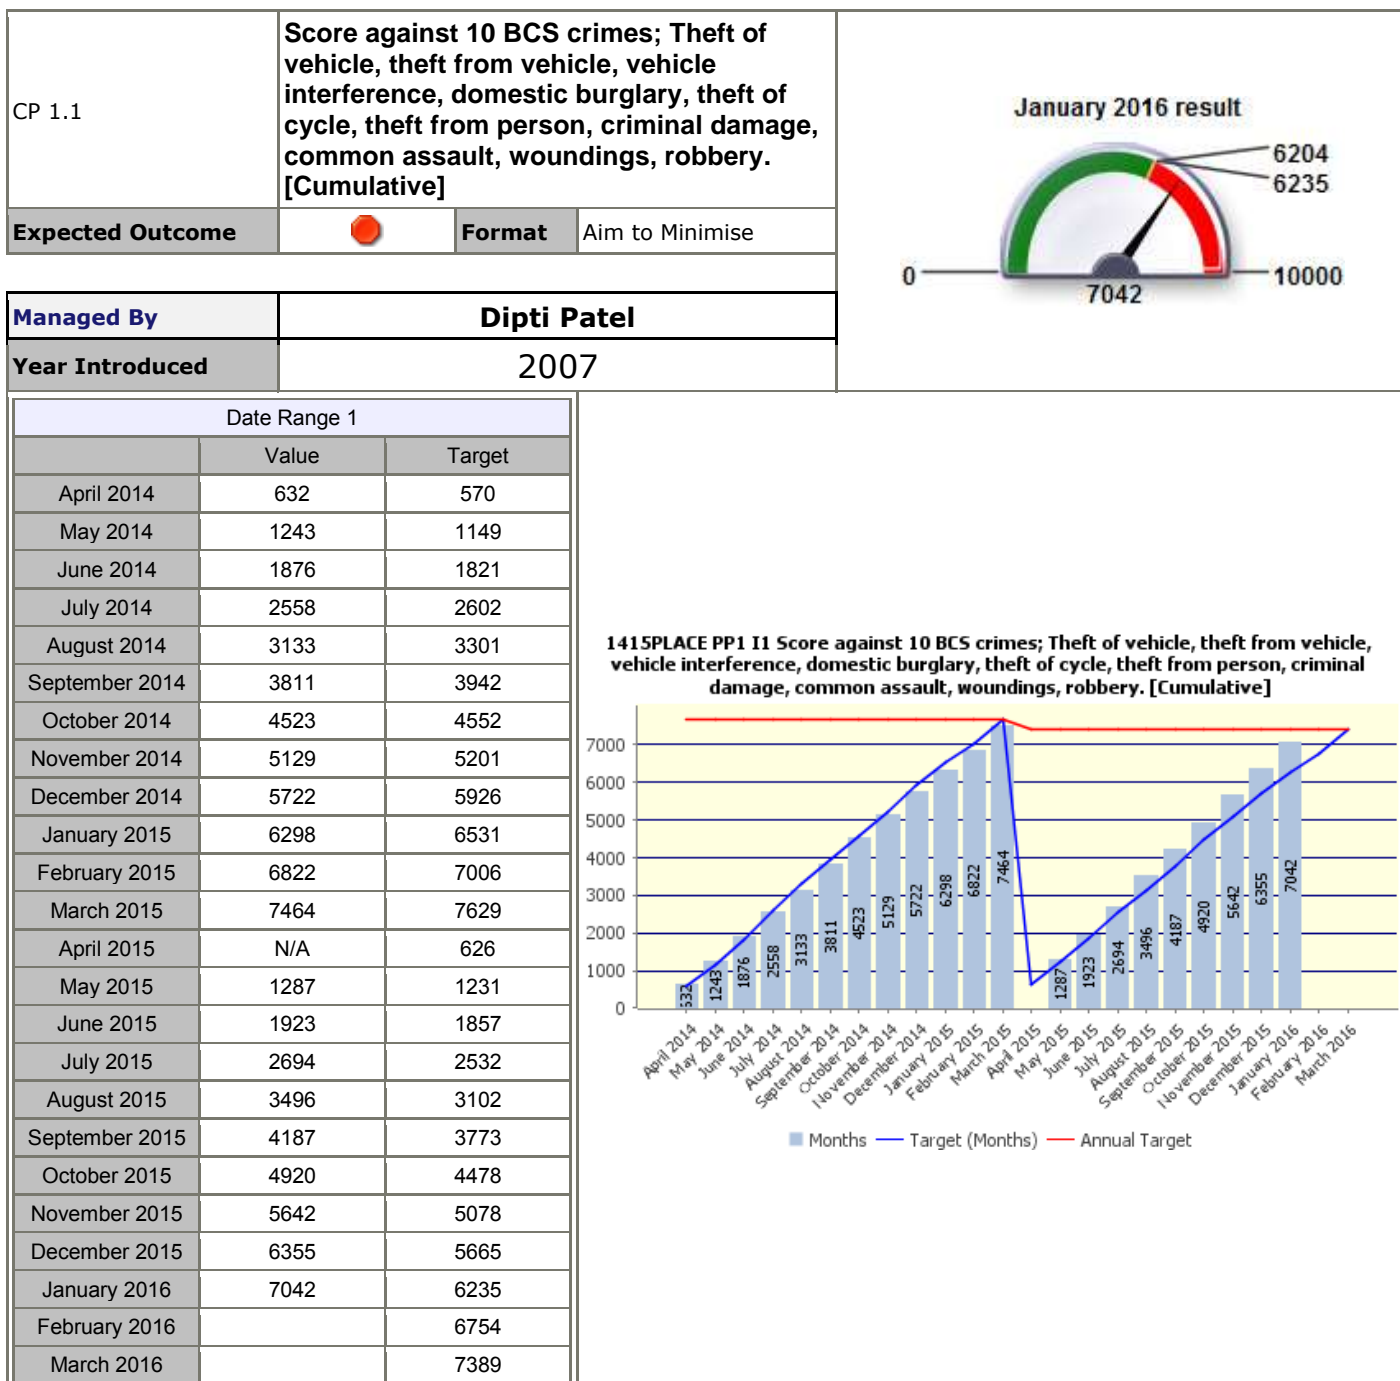 CP 1.1
Score against 10 BCS crimes; Theft of
vehicle, theft from vehicle, vehicle
interference, domestic burglary, theft of
cycle, theft from person, criminal damage,
common assault, woundings, robbery.
[Cumulative]
Expected Outcome Format Aim to Minimise
January 2016 result
6204
6235
0
10000
7042
Managed By Dipti Patel
Year Introduced 2007
Date Range 1
Value Target
April 2014 632 570
May 2014 1243 1149
June 2014 1876 1821
July 2014 2558 2602
August 2014 3133 3301
September 2014 3811 3942
October 2014 4523 4552
November 2014 5129 5201
December 2014 5722 5926
January 2015 6298 6531
February 2015 6822 7006
March 2015 7464 7629
April 2015 N/A 626
May 2015 1287 1231
June 2015 1923 1857
July 2015 2694 2532
August 2015 3496 3102
September 2015 4187 3773
October 2015 4920 4478
November 2015 5642 5078
December 2015 6355 5665
January 2016 7042 6235
February 2016 6754
March 2016 7389
1415PLACE PP1 I1 Score against 10 BCS crimes; Theft of vehicle, theft from vehicle,
vehicle interference, domestic burglary, theft of cycle, theft from person, criminal
damage, common assault, woundings, robbery. [Cumulative]
7000
6000
5000
4000
3000
2000
1000
0
632
1243
1876
2558
3133
3811
4523
5129
5722
6298
6822
7464
1287
1923
2694
3496
4187
4920
5642
6355
7042
April 2014
May 2014
June 2014
July 2014
August 2014
September 2014
October 2014
November 2014
December 2014
January 2015
February 2015
March 2015
April 2015
May 2015
June 2015
July 2015
August 2015
September 2015
October 2015
November 2015
December 2015
January 2016
February 2016
March 2016
Months Target (Months) Annual Target